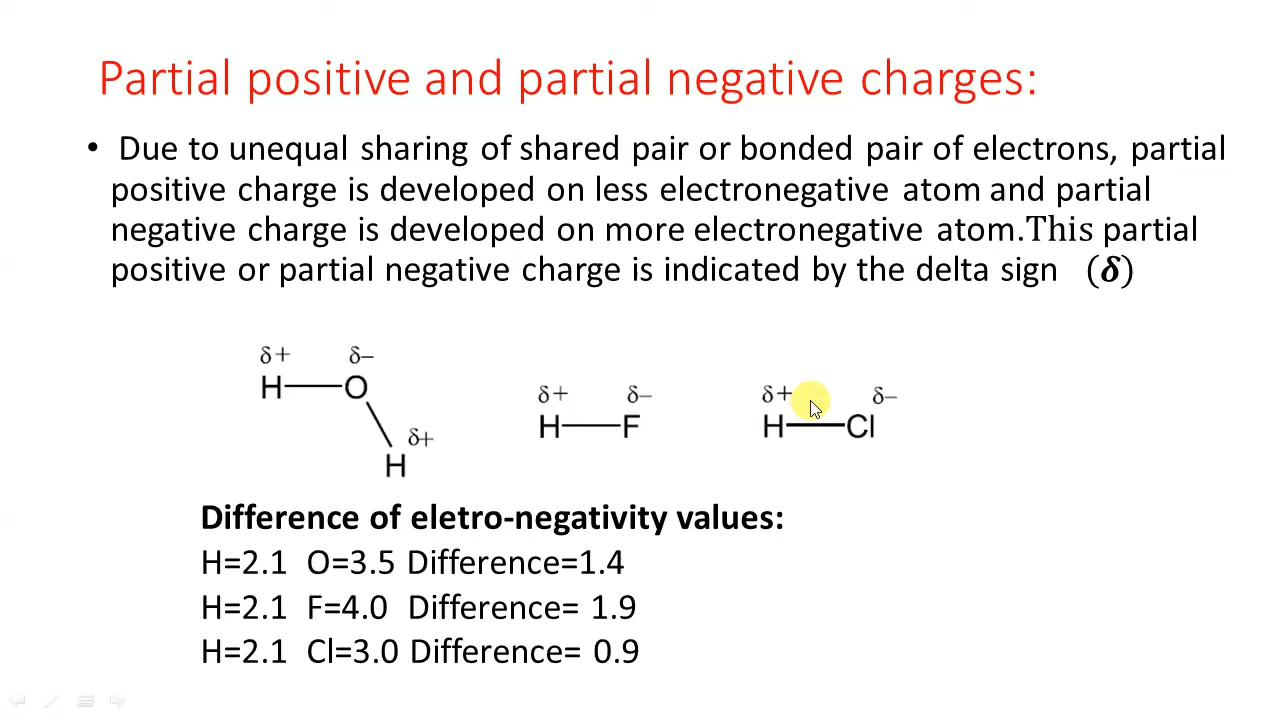 Partial positive and partial negative charges:
• Due to unequal sharing of shared pair or bonded pair of electrons, partial
positive charge is developed on less electronegative atom and partial
negative charge is developed on more electronegative atom.This partial
positive or partial negative charge is indicated by the delta sign (δ)
δ+ δ–
H—O
δ+
H
δ+ δ–
H—F
δ+ δ–
H—Cl
Difference of eletro-negativity values:
H=2.1 O=3.5 Difference=1.4
H=2.1 F=4.0 Difference= 1.9
H=2.1 Cl=3.0 Difference= 0.9